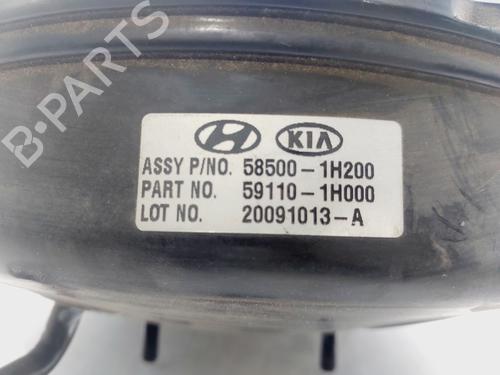 KIA
ASSY P/NO. 58500-1H200
PART NO. 59110-1H000
LOT NO. 20091013-A
B-PARTS